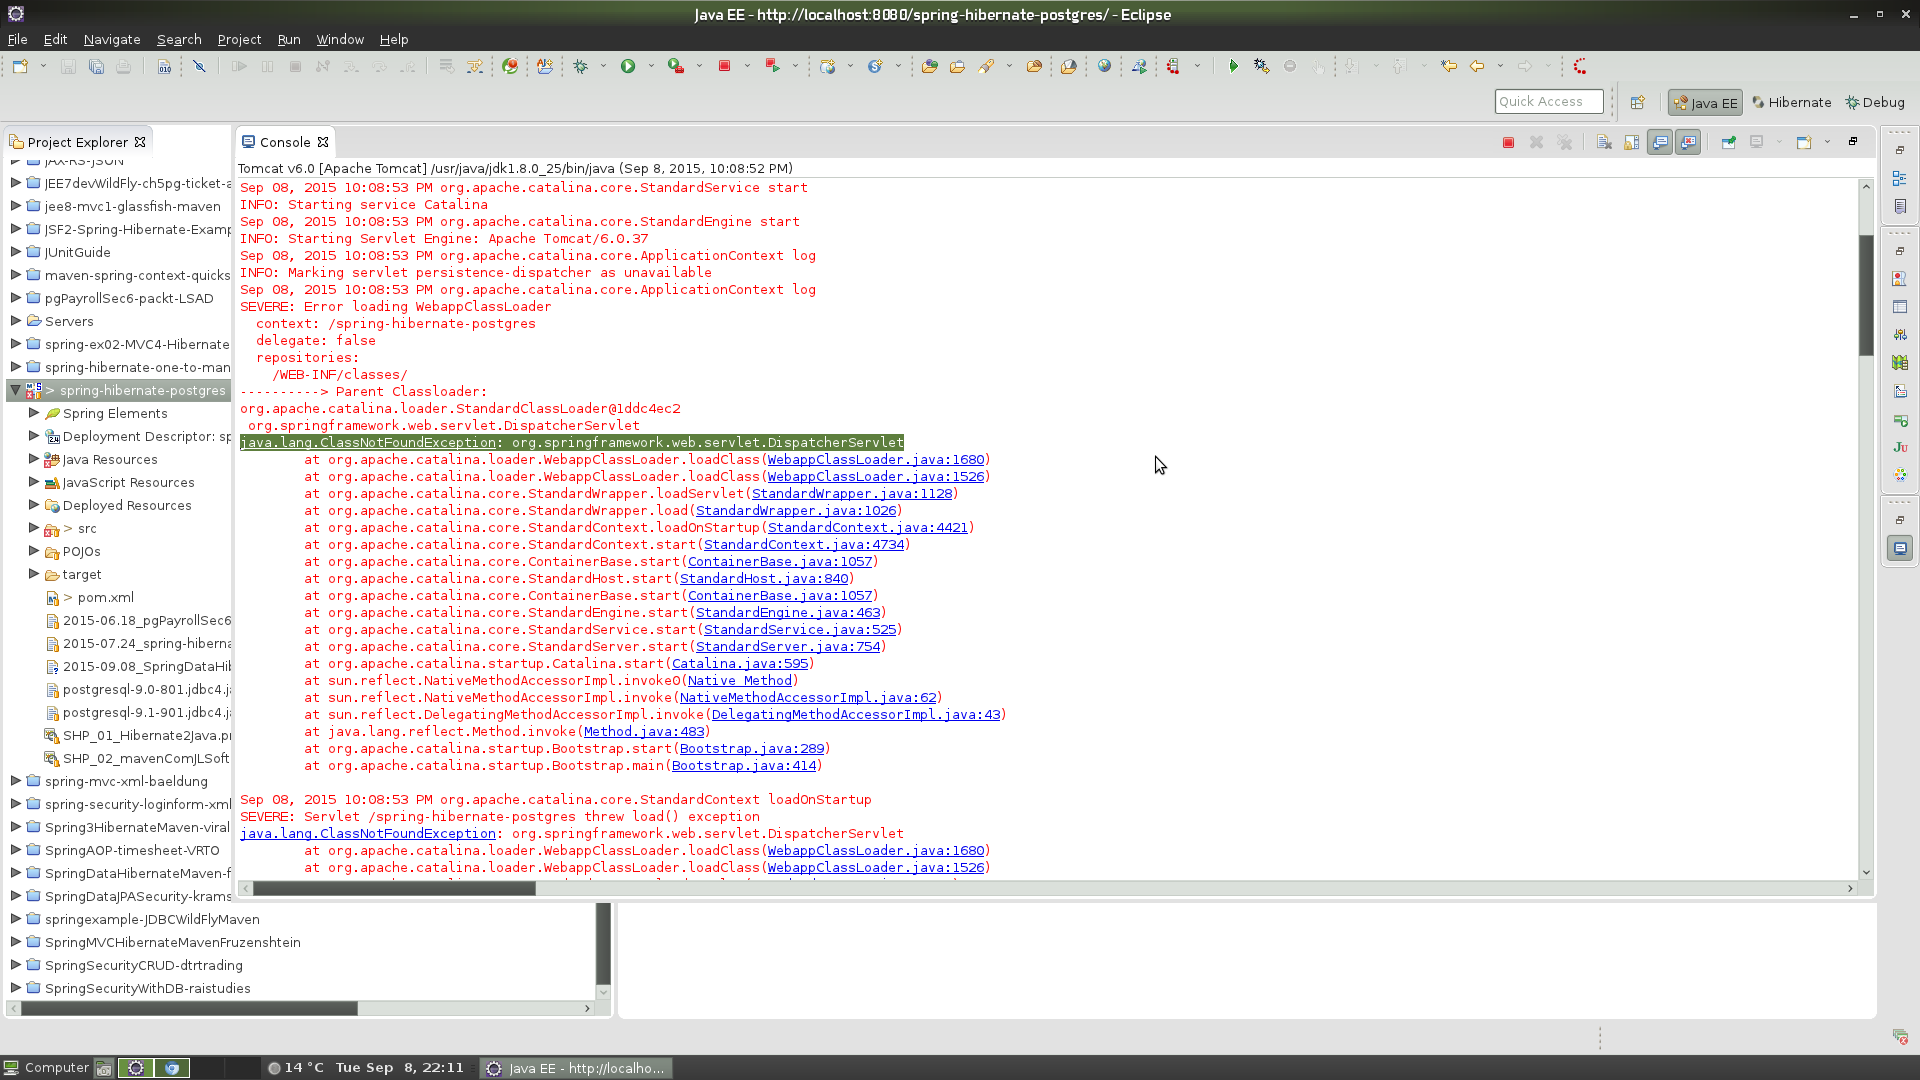 Java EE - http://localhost:8080/spring-hibernate-postgres/ - Eclipse
File Edit Navigate Search Project Run Window Help
Quick Access
Java EE
Hibernate
Debug
Project Explorer
JAX-RS-JSON
JEE7devWildFly-ch5pg-ticket-a
jee8-mvc1-glassfish-maven
JSF2-Spring-Hibernate-Examp
JUnitGuide
maven-spring-context-quicks
pgPayrollSec6-packt-LSAD
Servers
spring-ex02-MVC4-Hibernate
spring-hibernate-one-to-man
> spring-hibernate-postgres
Spring Elements
Deployment Descriptor: sp
Java Resources
JavaScript Resources
Deployed Resources
> src
POJOs
target
> pom.xml
2015-06.18_pgPayrollSec6
2015-07.24_spring-hiberna
2015-09.08_SpringDataHib
postgresql-9.0-801.jdbc4.j
postgresql-9.1-901.jdbc4.j
SHP_01_Hibernate2Java.p
SHP_02_mavenComJLSoft
spring-mvc-xml-baeldung
spring-security-loginform-xml
Spring3HibernateMaven-viral
SpringAOP-timesheet-VRTO
SpringDataHibernateMaven-f
SpringDataJPASecurity-krams
springexample-JDBCWildFlyMaven
SpringMVCHibernateMavenFruzenshtein
SpringSecurityCRUD-dtrtrading
SpringSecurityWithDB-raistudies
Console
Tomcat v6.0 [Apache Tomcat] /usr/java/jdk1.8.0_25/bin/java (Sep 8, 2015, 10:08:52 PM)
Sep 08, 2015 10:08:53 PM org.apache.catalina.core.StandardService start
INFO: Starting service Catalina
Sep 08, 2015 10:08:53 PM org.apache.catalina.core.StandardEngine start
INFO: Starting Servlet Engine: Apache Tomcat/6.0.37
Sep 08, 2015 10:08:53 PM org.apache.catalina.core.ApplicationContext log
INFO: Marking servlet persistence-dispatcher as unavailable
Sep 08, 2015 10:08:53 PM org.apache.catalina.core.ApplicationContext log
SEVERE: Error loading WebappClassLoader
context: /spring-hibernate-postgres
delegate: false
repositories:
/WEB-INF/classes/
----------> Parent Classloader:
org.apache.catalina.loader.StandardClassLoader@1ddc4ec2
org.springframework.web.servlet.DispatcherServlet
java.lang.ClassNotFoundException: org.springframework.web.servlet.DispatcherServlet
at org.apache.catalina.loader.WebappClassLoader.loadClass(WebappClassLoader.java:1680)
at org.apache.catalina.loader.WebappClassLoader.loadClass(WebappClassLoader.java:1526)
at org.apache.catalina.core.StandardWrapper.loadServlet(StandardWrapper.java:1128)
at org.apache.catalina.core.StandardWrapper.load(StandardWrapper.java:1026)
at org.apache.catalina.core.StandardContext.loadOnStartup(StandardContext.java:4421)
at org.apache.catalina.core.StandardContext.start(StandardContext.java:4734)
at org.apache.catalina.core.ContainerBase.start(ContainerBase.java:1057)
at org.apache.catalina.core.StandardHost.start(StandardHost.java:840)
at org.apache.catalina.core.ContainerBase.start(ContainerBase.java:1057)
at org.apache.catalina.core.StandardEngine.start(StandardEngine.java:463)
at org.apache.catalina.core.StandardService.start(StandardService.java:525)
at org.apache.catalina.core.StandardServer.start(StandardServer.java:754)
at org.apache.catalina.startup.Catalina.start(Catalina.java:595)
at sun.reflect.NativeMethodAccessorImpl.invoke0(Native Method)
at sun.reflect.NativeMethodAccessorImpl.invoke(NativeMethodAccessorImpl.java:62)
at sun.reflect.DelegatingMethodAccessorImpl.invoke(DelegatingMethodAccessorImpl.java:43)
at java.lang.reflect.Method.invoke(Method.java:483)
at org.apache.catalina.startup.Bootstrap.start(Bootstrap.java:289)
at org.apache.catalina.startup.Bootstrap.main(Bootstrap.java:414)
Sep 08, 2015 10:08:53 PM org.apache.catalina.core.StandardContext loadOnStartup
SEVERE: Servlet /spring-hibernate-postgres threw load() exception
java.lang.ClassNotFoundException: org.springframework.web.servlet.DispatcherServlet
at org.apache.catalina.loader.WebappClassLoader.loadClass(WebappClassLoader.java:1680)
at org.apache.catalina.loader.WebappClassLoader.loadClass(WebappClassLoader.java:1526)
Computer
14 °C Tue Sep 8, 22:11
Java EE - http://localho...